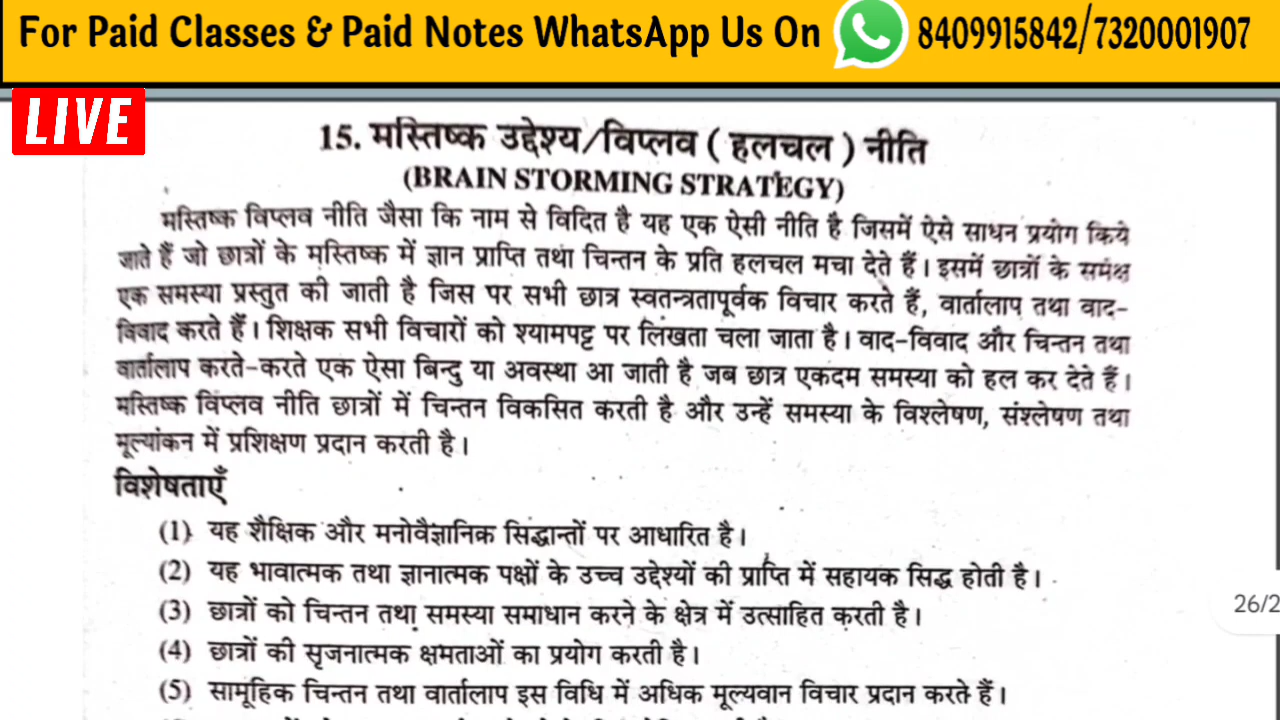 For Paid Classes & Paid Notes WhatsApp Us On 8409915842/7320001907
LIVE
15. मस्तिष्क उद्देश्य/विप्लव ( हलचल ) नीति
(BRAIN STORMING STRATEGY)
मस्तिष्क विप्लव नीति जैसा कि नाम से विदित है यह एक ऐसी नीति है जिसमें ऐसे साधन प्रयोग किये
जाते हैं जो छात्रों के मस्तिष्क में ज्ञान प्राप्ति तथा चिन्तन के प्रति हलचल मचा देते हैं। इसमें छात्रों के समक्ष
एक समस्या प्रस्तुत की जाती है जिस पर सभी छात्र स्वतन्त्रतापूर्वक विचार करते हैं, वार्तालाप तथा वाद-
विवाद करते हैं। शिक्षक सभी विचारों को श्यामपट्ट पर लिखता चला जाता है। वाद-विवाद और चिन्तन तथा
वार्तालाप करते-करते एक ऐसा बिन्दु या अवस्था आ जाती है जब छात्र एकदम समस्या को हल कर देते हैं।
मस्तिष्क विप्लव नीति छात्रों में चिन्तन विकसित करती है और उन्हें समस्या के विश्लेषण, संश्लेषण तथा
मूल्यांकन में प्रशिक्षण प्रदान करती है।
विशेषताएँ
(1) यह शैक्षिक और मनोवैज्ञानिक सिद्धान्तों पर आधारित है।
(2) यह भावात्मक तथा ज्ञानात्मक पक्षों के उच्च उद्देश्यों की प्राप्ति में सहायक सिद्ध होती है।
(3) छात्रों को चिन्तन तथा समस्या समाधान करने के क्षेत्र में उत्साहित करती है।
26/2
(4) छात्रों की सृजनात्मक क्षमताओं का प्रयोग करती है।
(5) सामूहिक चिन्तन तथा वार्तालाप इस विधि में अधिक मूल्यवान विचार प्रदान करते हैं।